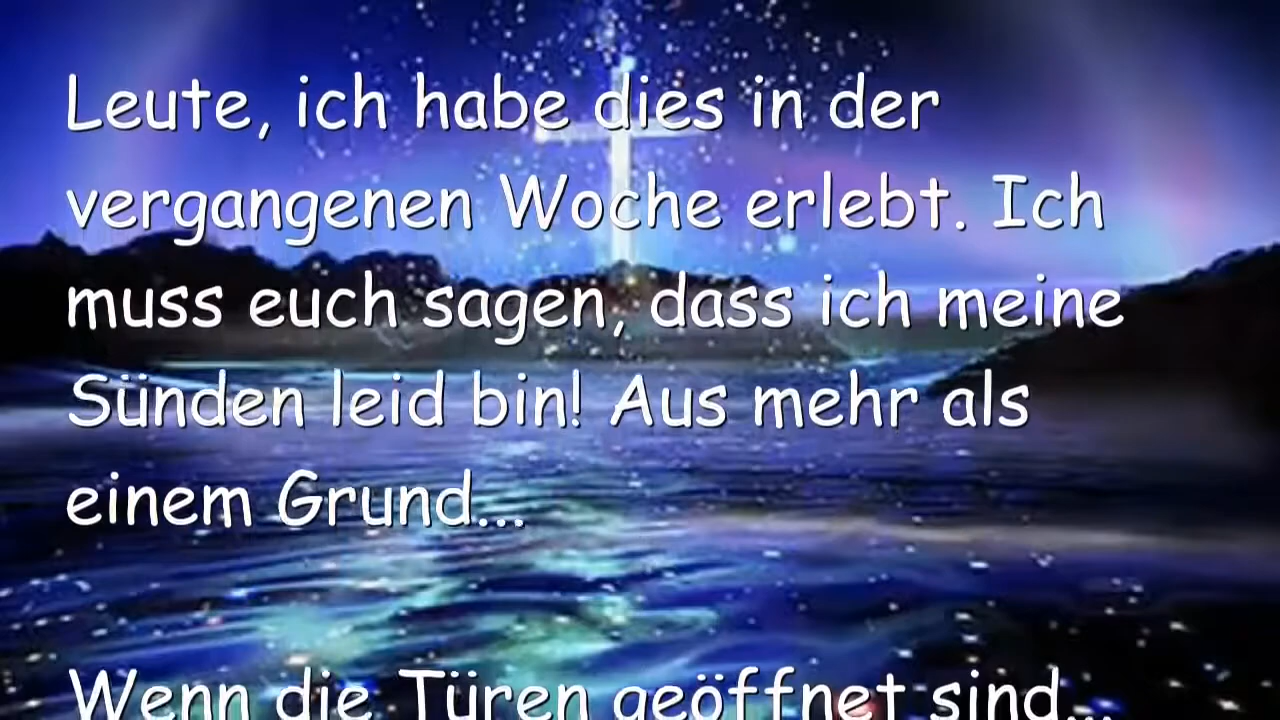 Leute, ich habe dies in der
vergangenen Woche erlebt. Ich
muss euch sagen, dass ich meine
Sünden leid bin! Aus mehr als
einem Grund...
Wenn die Türen geöffnet sind..